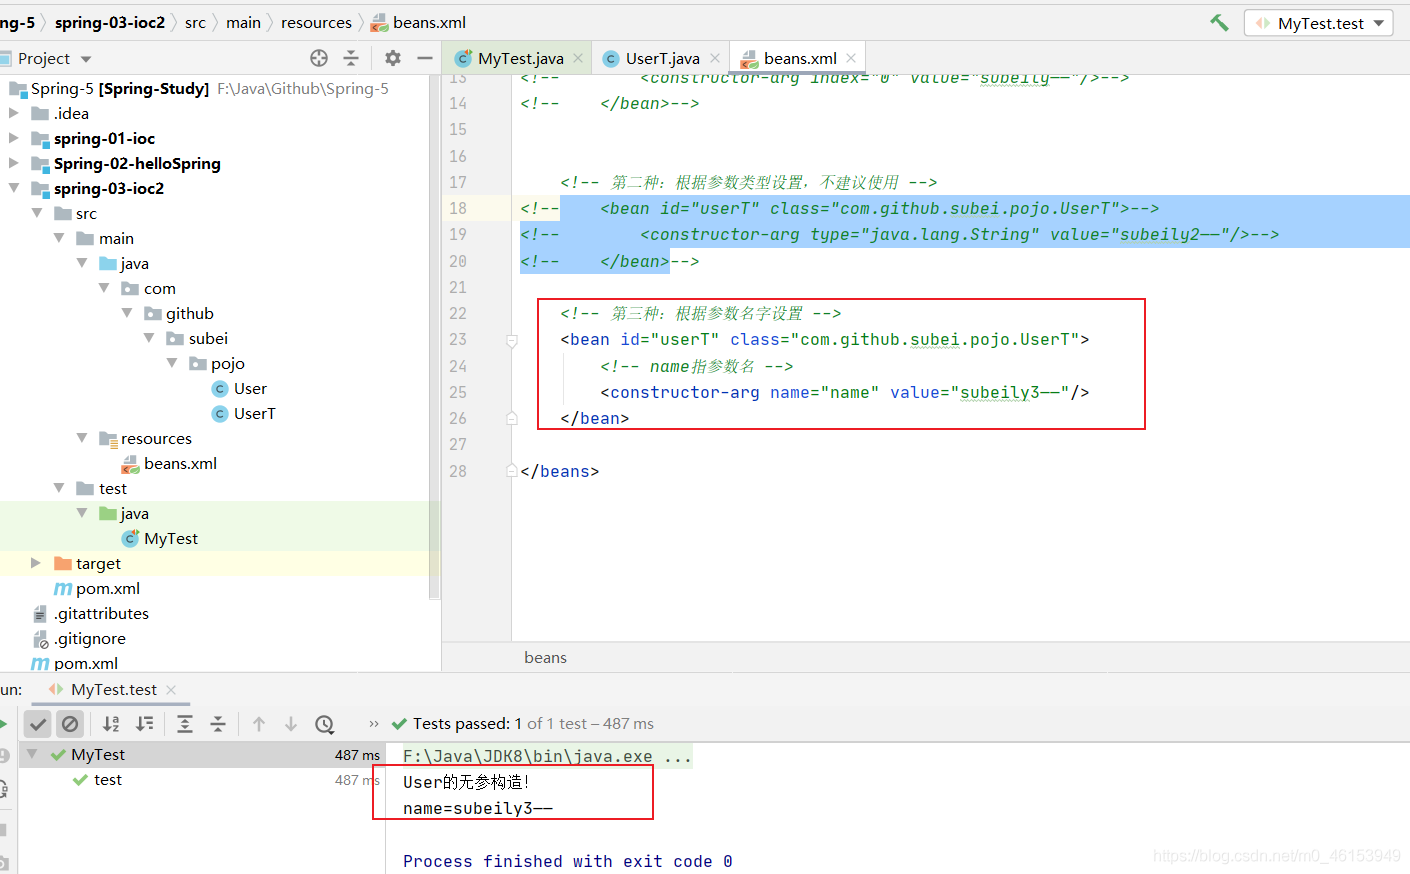 ng-5 spring-03-ioc2 src main resources beans.xml MyTest.test
Project MyTest.java UserT.java beans.xml
Spring-5 [Spring-Study] F:\Java\Github\Spring-5
.idea
spring-01-ioc
Spring-02-helloSpring
spring-03-ioc2
src
main
java
com
github
subei
pojo
User
UserT
resources
beans.xml
test
java
MyTest
target
pom.xml
.gitattributes
.gitignore
pom.xml
13 <!-- <constructor-arg index="0" value="subeily——"/>-->
14 <!-- </bean>-->
15
16
17 <!-- 第二种：根据参数类型设置，不建议使用 -->
18 <!-- <bean id="userT" class="com.github.subei.pojo.UserT">-->
19 <!-- <constructor-arg type="java.lang.String" value="subeily2——"/>-->
20 <!-- </bean>-->
21
22 <!-- 第三种：根据参数名字设置 -->
23 <bean id="userT" class="com.github.subei.pojo.UserT">
24 <!-- name指参数名 -->
25 <constructor-arg name="name" value="subeily3——"/>
26 </bean>
27
28 </beans>
beans
un: MyTest.test
Tests passed: 1 of 1 test – 487 ms
MyTest 487 ms
test 487 ms
F:\Java\JDK8\bin\java.exe ...
User的无参构造！
name=subeily3——
Process finished with exit code 0
https://blog.csdn.net/m0_46153949